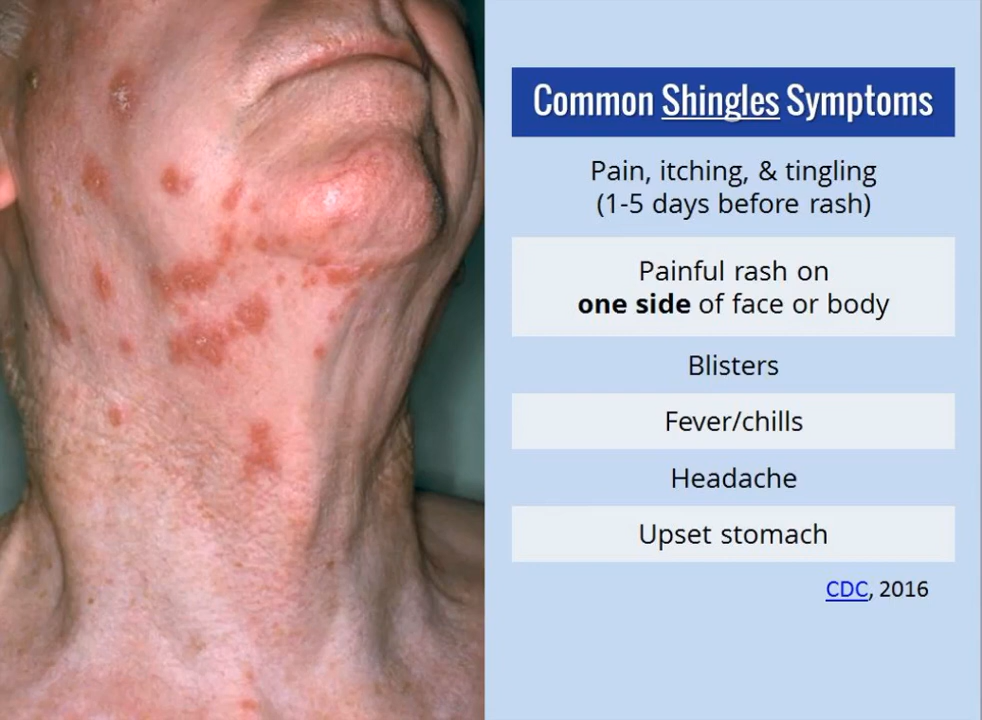 Common Shingles Symptoms
Pain, itching, & tingling
(1-5 days before rash)
Painful rash on
one side of face or body
Blisters
Fever/chills
Headache
Upset stomach
CDC, 2016